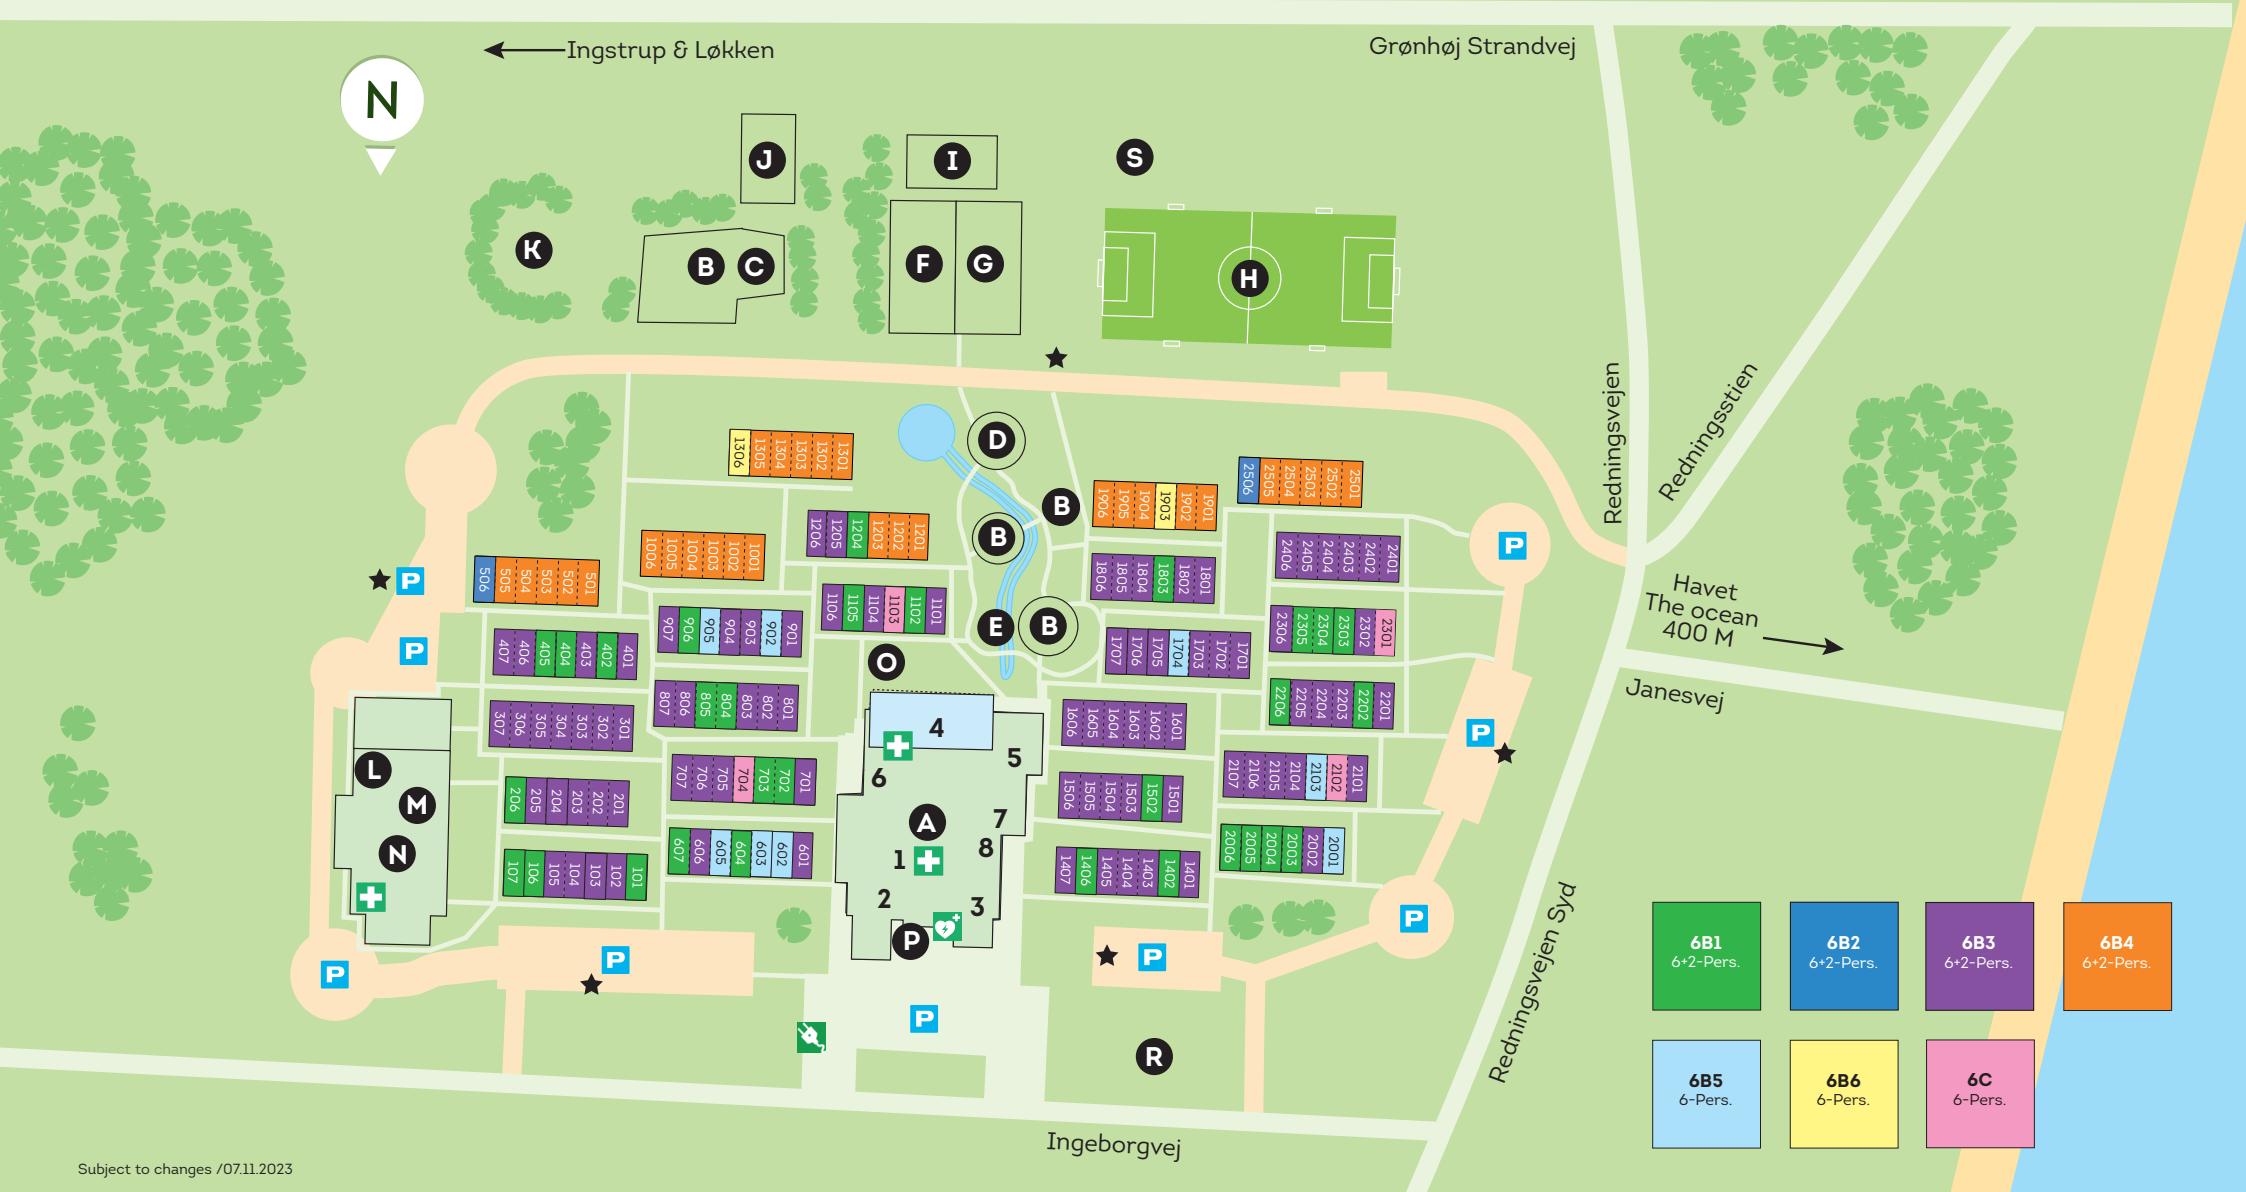 Ingstrup & Løkken
Grønhøj Strandvej
N
J
I
S
K
B
C
F
G
H
Redningsvejen
Redningsstien
D
B
B
E
B
O
1306 1305 1304 1303 1302 1301
1206 1205 1204 1203 1202 1201
1006 1005 1004 1003 1002 1001
1106 1105 1104 1103 1102 1101
506 505 504 503 502 501
907 906 905 904 903 902 901
407 406 405 404 403 402 401
807 806 805 804 803 802 801
307 306 305 304 303 302 301
707 706 705 704 703 702 701
206 205 204 203 202 201
607 606 605 604 603 602 601
107 106 105 104 103 102 101
2506 2505 2504 2503 2502 2501
1906 1905 1904 1903 1902 1901
2406 2405 2404 2403 2402 2401
1806 1805 1804 1803 1802 1801
2306 2305 2304 2303 2302 2301
1707 1706 1705 1704 1703 1702 1701
2206 2205 2204 2203 2202 2201
1606 1605 1604 1603 1602 1601
2107 2106 2105 2104 2103 2102 2101
1506 1505 1504 1503 1502 1501
2006 2005 2004 2003 2002 2001
1407 1406 1405 1404 1403 1402 1401
P
P
P
P
P
P
P
P
P
L
M
N
4
5
6
A
7
8
1
2
3
P
R
Havet
The ocean
400 M
Janesvej
Redningsvejen Syd
Ingeborgvej
6B1
6+2-Pers.
6B2
6+2-Pers.
6B3
6+2-Pers.
6B4
6+2-Pers.
6B5
6-Pers.
6B6
6-Pers.
6C
6-Pers.
Subject to changes /07.11.2023